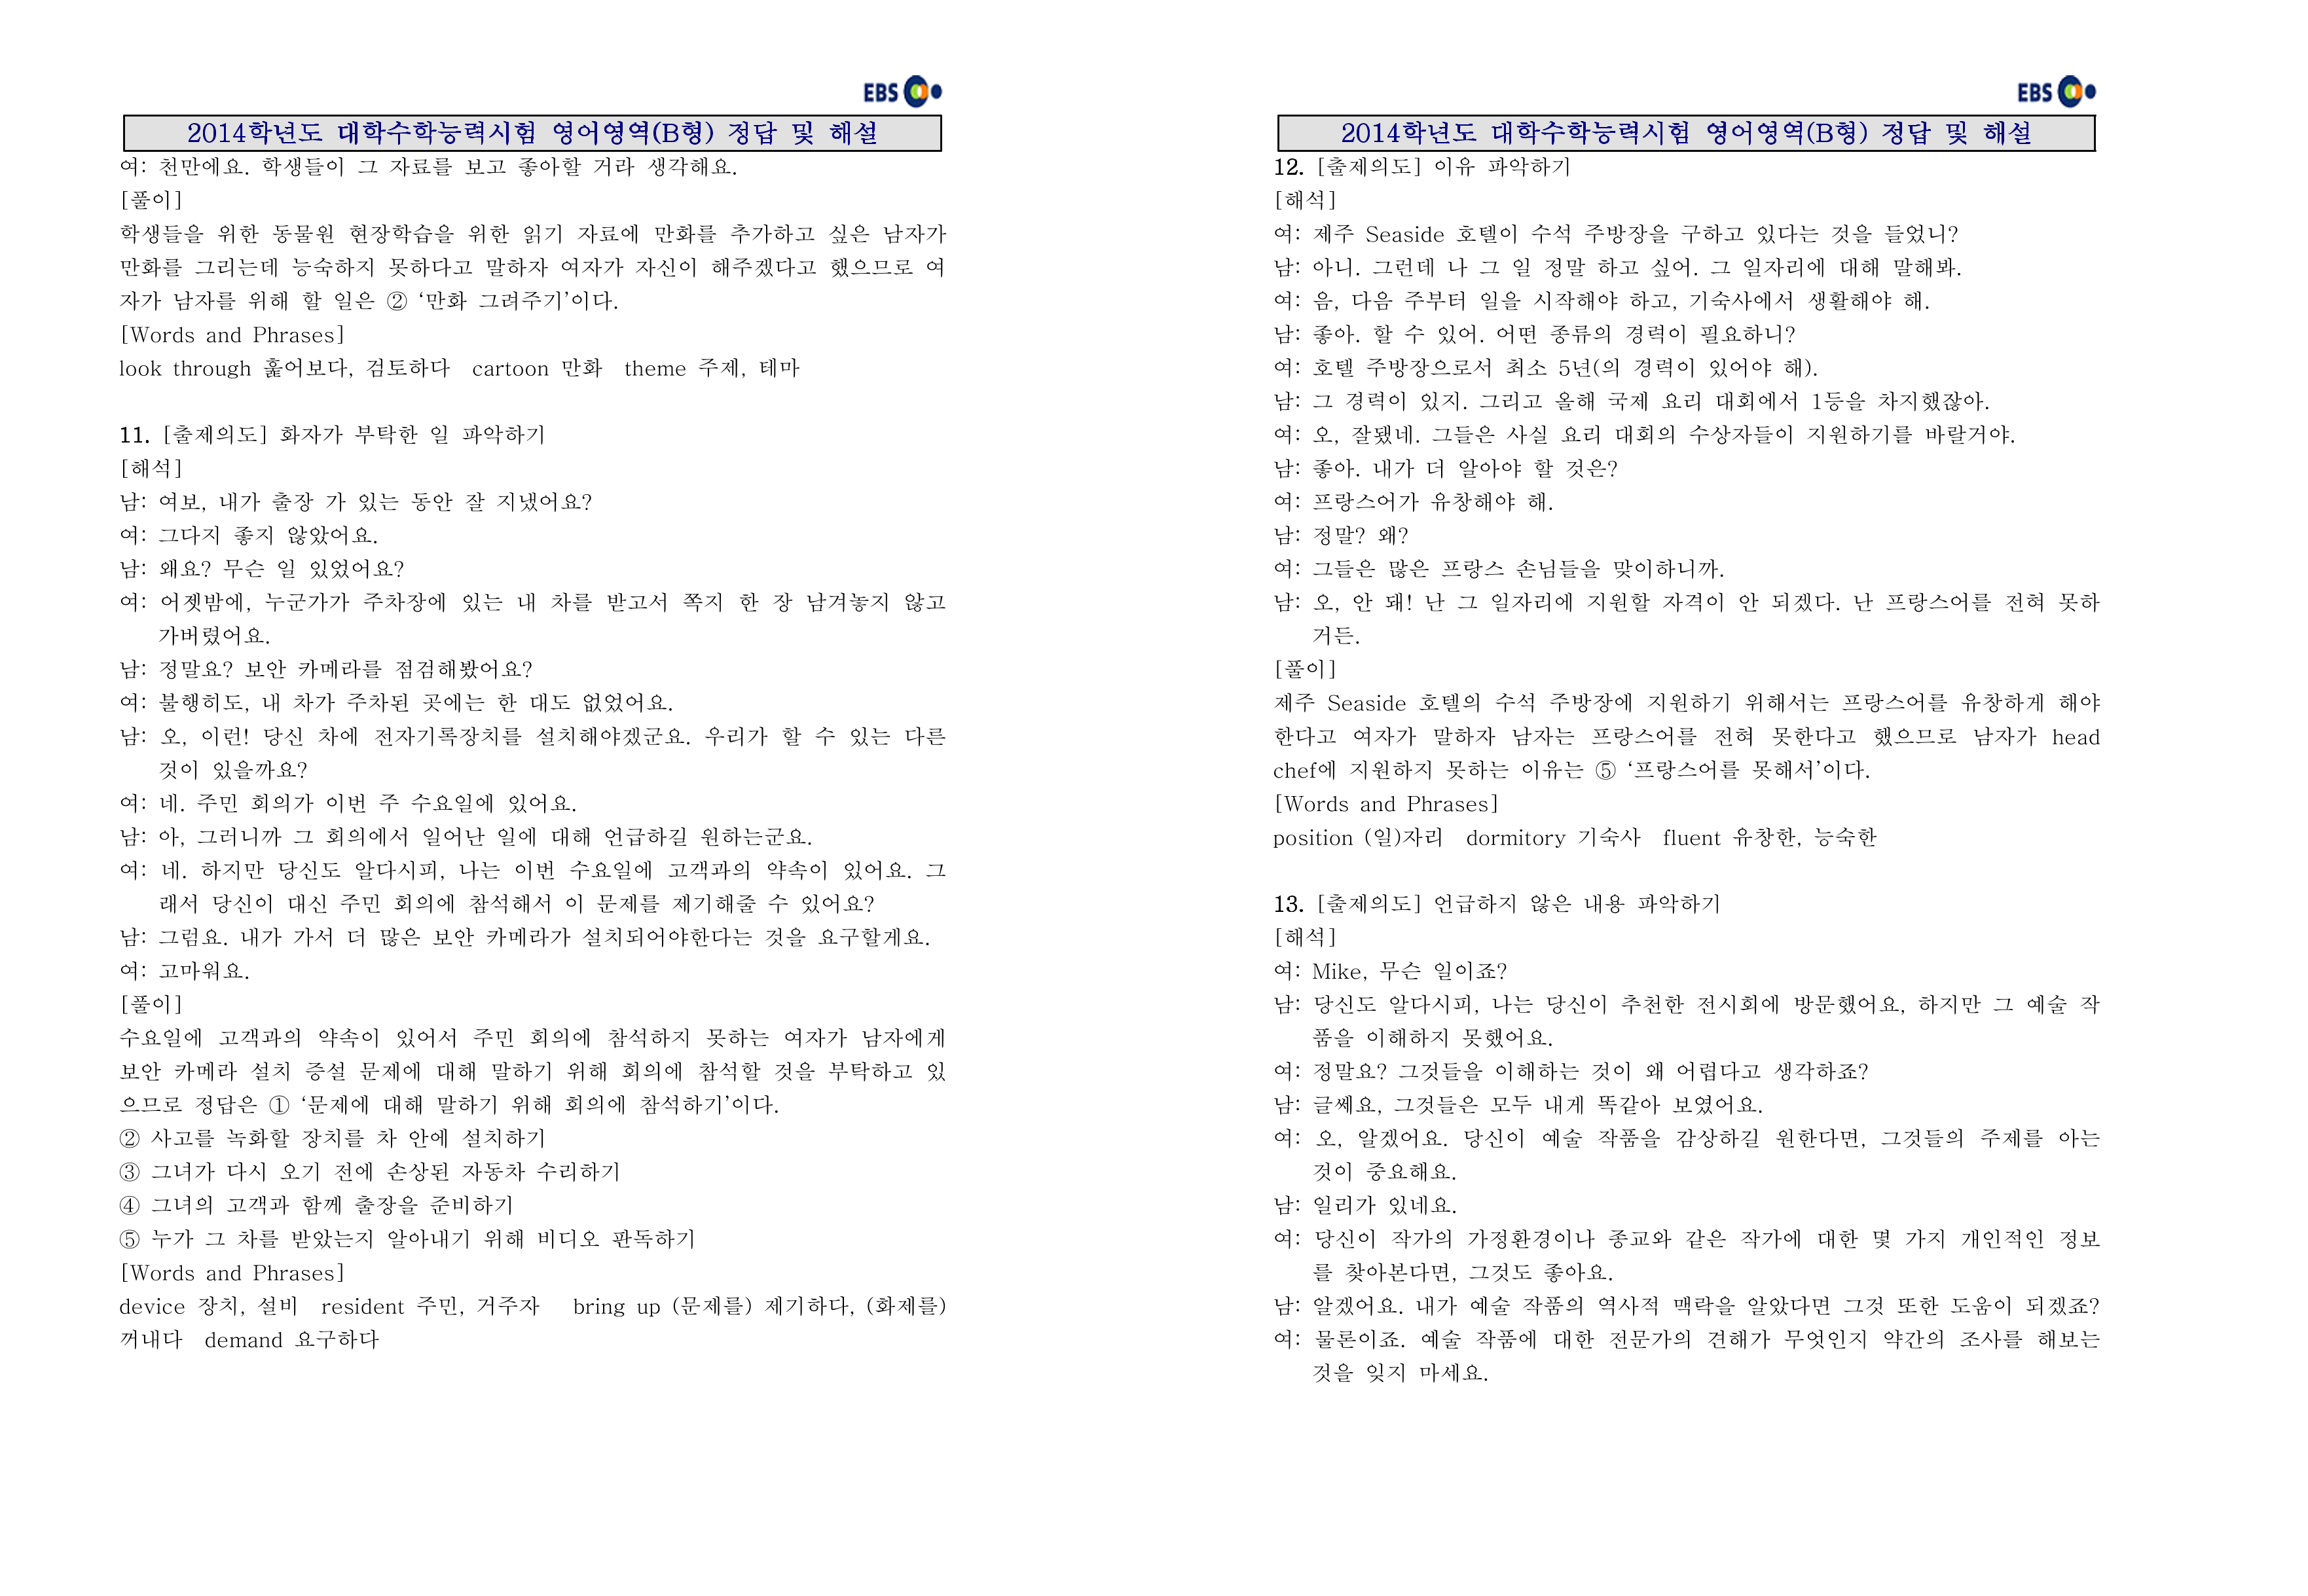 EBS
2014학년도 대학수학능력시험 영어영역(B형) 정답 및 해설
여: 천만에요. 학생들이 그 자료를 보고 좋아할 거라 생각해요.
[풀이]
학생들을 위한 동물원 현장학습을 위한 읽기 자료에 만화를 추가하고 싶은 남자가
만화를 그리는데 능숙하지 못하다고 말하자 여자가 자신이 해주겠다고 했으므로 여
자가 남자를 위해 할 일은 ② ‘만화 그려주기’이다.
[Words and Phrases]
look through 훑어보다, 검토하다 cartoon 만화 theme 주제, 테마
11. [출제의도] 화자가 부탁한 일 파악하기
[해석]
남: 여보, 내가 출장 가 있는 동안 잘 지냈어요?
여: 그다지 좋지 않았어요.
남: 왜요? 무슨 일 있었어요?
여: 어젯밤에, 누군가가 주차장에 있는 내 차를 받고서 쪽지 한 장 남겨놓지 않고
가버렸어요.
남: 정말요? 보안 카메라를 점검해봤어요?
여: 불행히도, 내 차가 주차된 곳에는 한 대도 없었어요.
남: 오, 이런! 당신 차에 전자기록장치를 설치해야겠군요. 우리가 할 수 있는 다른
것이 있을까요?
여: 네. 주민 회의가 이번 주 수요일에 있어요.
남: 아, 그러니까 그 회의에서 일어난 일에 대해 언급하길 원하는군요.
여: 네. 하지만 당신도 알다시피, 나는 이번 수요일에 고객과의 약속이 있어요. 그
래서 당신이 대신 주민 회의에 참석해서 이 문제를 제기해줄 수 있어요?
남: 그럼요. 내가 가서 더 많은 보안 카메라가 설치되어야한다는 것을 요구할게요.
여: 고마워요.
[풀이]
수요일에 고객과의 약속이 있어서 주민 회의에 참석하지 못하는 여자가 남자에게
보안 카메라 설치 증설 문제에 대해 말하기 위해 회의에 참석할 것을 부탁하고 있
으므로 정답은 ① ‘문제에 대해 말하기 위해 회의에 참석하기’이다.
② 사고를 녹화할 장치를 차 안에 설치하기
③ 그녀가 다시 오기 전에 손상된 자동차 수리하기
④ 그녀의 고객과 함께 출장을 준비하기
⑤ 누가 그 차를 받았는지 알아내기 위해 비디오 판독하기
[Words and Phrases]
device 장치, 설비 resident 주민, 거주자 bring up (문제를) 제기하다, (화제를)
꺼내다 demand 요구하다
EBS
2014학년도 대학수학능력시험 영어영역(B형) 정답 및 해설
12. [출제의도] 이유 파악하기
[해석]
여: 제주 Seaside 호텔이 수석 주방장을 구하고 있다는 것을 들었니?
남: 아니. 그런데 나 그 일 정말 하고 싶어. 그 일자리에 대해 말해봐.
여: 음, 다음 주부터 일을 시작해야 하고, 기숙사에서 생활해야 해.
남: 좋아. 할 수 있어. 어떤 종류의 경력이 필요하니?
여: 호텔 주방장으로서 최소 5년(의 경력이 있어야 해).
남: 그 경력이 있지. 그리고 올해 국제 요리 대회에서 1등을 차지했잖아.
여: 오, 잘됐네. 그들은 사실 요리 대회의 수상자들이 지원하기를 바랄거야.
남: 좋아. 내가 더 알아야 할 것은?
여: 프랑스어가 유창해야 해.
남: 정말? 왜?
여: 그들은 많은 프랑스 손님들을 맞이하니까.
남: 오, 안 돼! 난 그 일자리에 지원할 자격이 안 되겠다. 난 프랑스어를 전혀 못하
거든.
[풀이]
제주 Seaside 호텔의 수석 주방장에 지원하기 위해서는 프랑스어를 유창하게 해야
한다고 여자가 말하자 남자는 프랑스어를 전혀 못한다고 했으므로 남자가 head
chef에 지원하지 못하는 이유는 ⑤ ‘프랑스어를 못해서’이다.
[Words and Phrases]
position (일)자리 dormitory 기숙사 fluent 유창한, 능숙한
13. [출제의도] 언급하지 않은 내용 파악하기
[해석]
여: Mike, 무슨 일이죠?
남: 당신도 알다시피, 나는 당신이 추천한 전시회에 방문했어요, 하지만 그 예술 작
품을 이해하지 못했어요.
여: 정말요? 그것들을 이해하는 것이 왜 어렵다고 생각하죠?
남: 글쎄요, 그것들은 모두 내게 똑같아 보였어요.
여: 오, 알겠어요. 당신이 예술 작품을 감상하길 원한다면, 그것들의 주제를 아는
것이 중요해요.
남: 일리가 있네요.
여: 당신이 작가의 가정환경이나 종교와 같은 작가에 대한 몇 가지 개인적인 정보
를 찾아본다면, 그것도 좋아요.
남: 알겠어요. 내가 예술 작품의 역사적 맥락을 알았다면 그것 또한 도움이 되겠죠?
여: 물론이죠. 예술 작품에 대한 전문가의 견해가 무엇인지 약간의 조사를 해보는
것을 잊지 마세요.